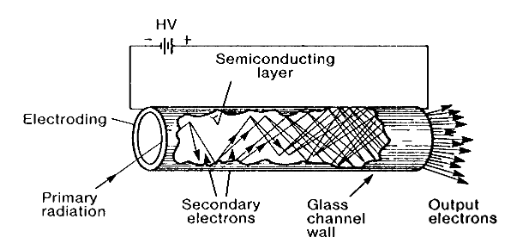 HV
- +
Semiconducting
layer
Electroding
Primary
radiation
Secondary
electrons
Glass
channel
wall
Output
electrons